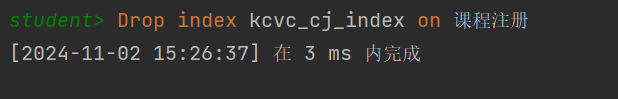 student> Drop index kcvc_cj_index on 课程注册
[2024-11-02 15:26:37] 在 3 ms 内完成